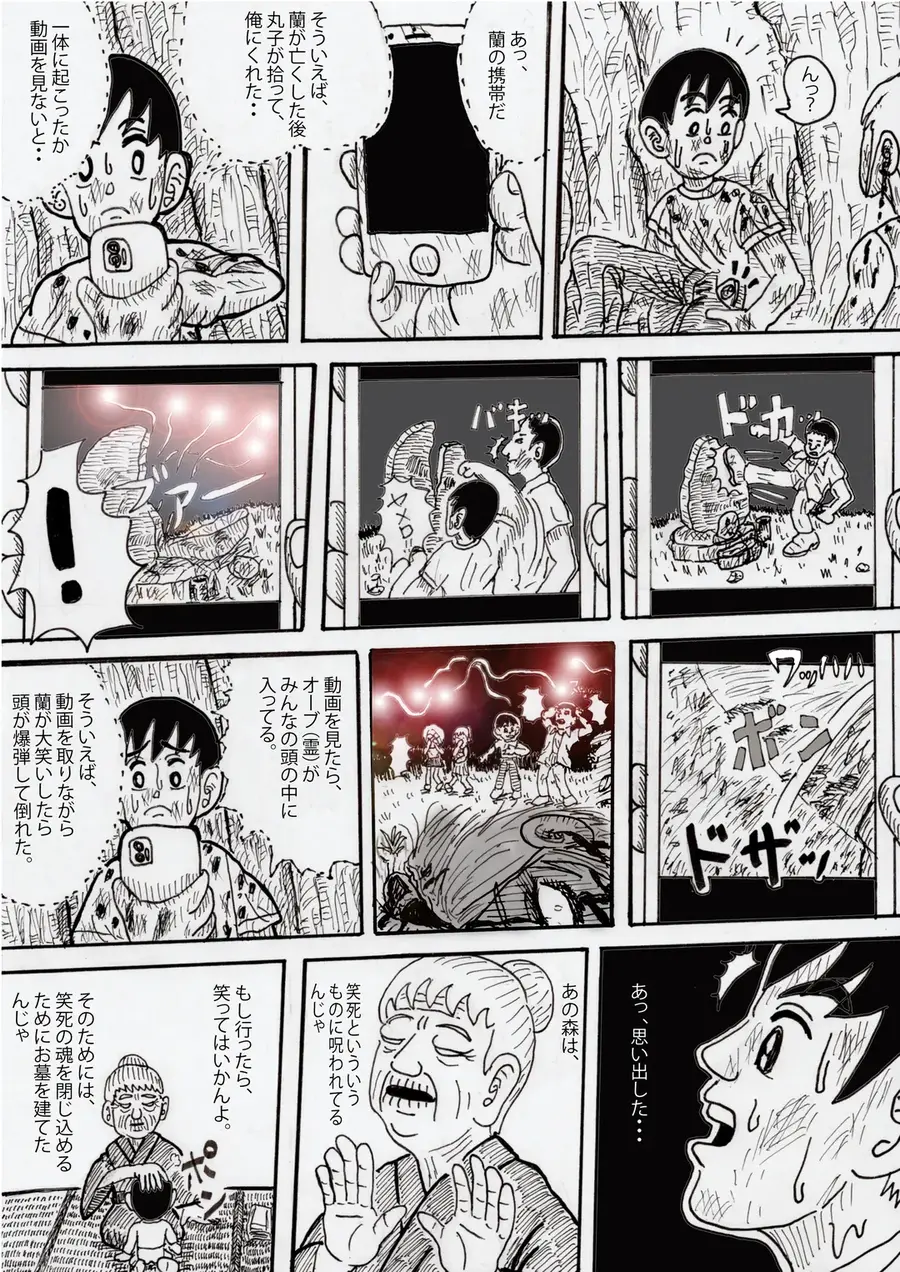 んっ?
あっ、
蘭の携帯だ
そういえば、
蘭が亡くした後
丸子が拾って、
俺にくれた・・
一体に起こったか
動画を見ないと・・
ドッカ
バキッ
ブアー
!
ワッハハハ
ボン
ドザッ
動画を見たら、
オーブ(霊)が
みんなの頭の中に
入ってる。
そういえば、
動画を取りながら
蘭が大笑いしたら
頭が爆弾して倒れた。
あっ、思い出した・・・
あの森は、
笑死といういう
ものに呪われてる
んじゃ
もし行ったら、
笑ってはいかんよ。
ポン
そのためには、
笑死の魂を閉じ込める
ためにお墓を建てた
んじゃ